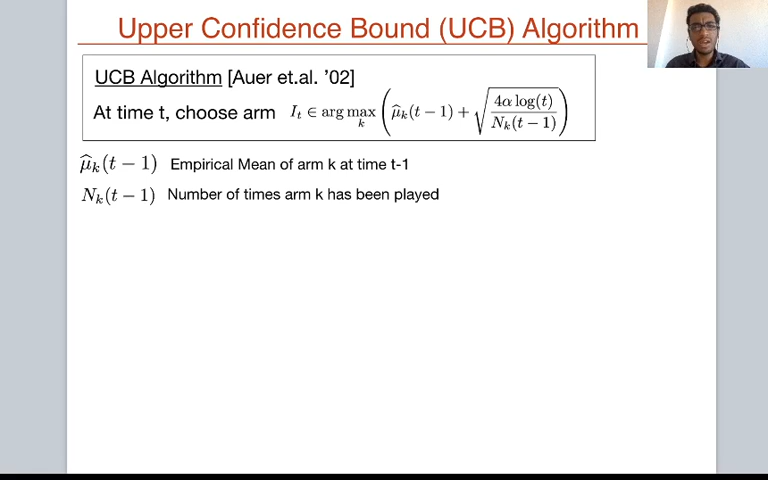 Upper Confidence Bound (UCB) Algorithm
UCB Algorithm [Auer et.al. ’02]
At time t, choose arm I_t ∈ arg max_k ( μ̂_k(t − 1) + √( 4α log(t) / N_k(t − 1) ) )
μ̂_k(t − 1) Empirical Mean of arm k at time t-1
N_k(t − 1) Number of times arm k has been played